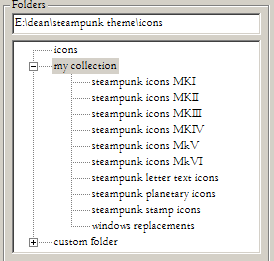 Folders
E:\dean\steampunk theme\icons
icons
my collection
steampunk icons MKI
steampunk icons MKII
steampunk icons MKIII
steampunk icons MKIV
steampunk icons MkV
steampunk icons MkVI
steampunk letter text icons
steampunk planetary icons
steampunk stamp icons
windows replacements
custom folder